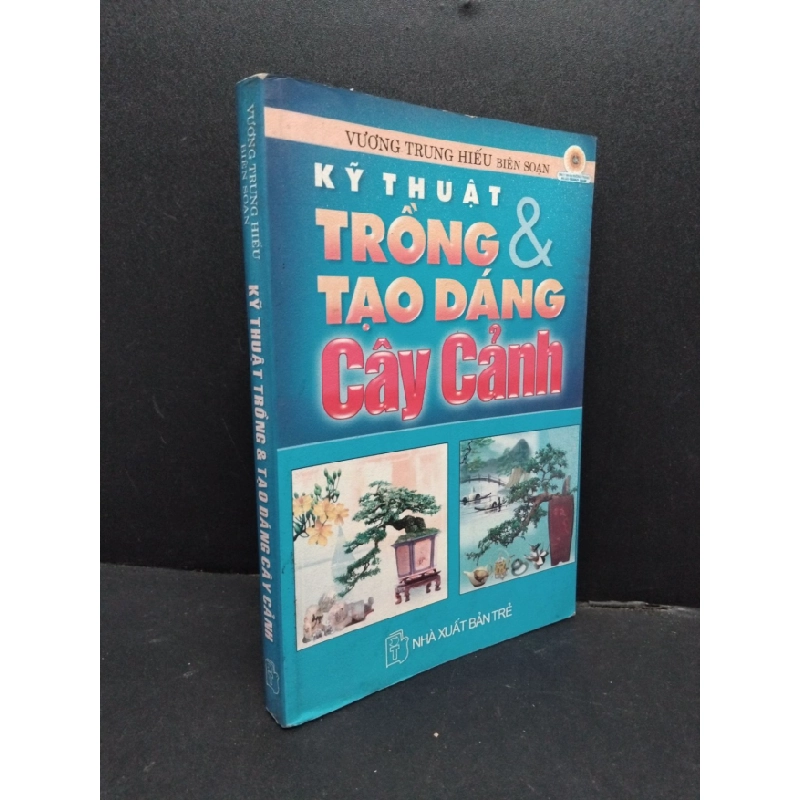 VƯƠNG TRUNG HIẾU BIÊN SOẠN
KỸ THUẬT
TRỒNG &
TẠO DÁNG
Cây Cảnh
NHÀ XUẤT BẢN TRẺ
VƯƠNG TRUNG HIẾU
BIÊN SOẠN
KỸ THUẬT TRỒNG & TẠO DÁNG CÂY CẢNH